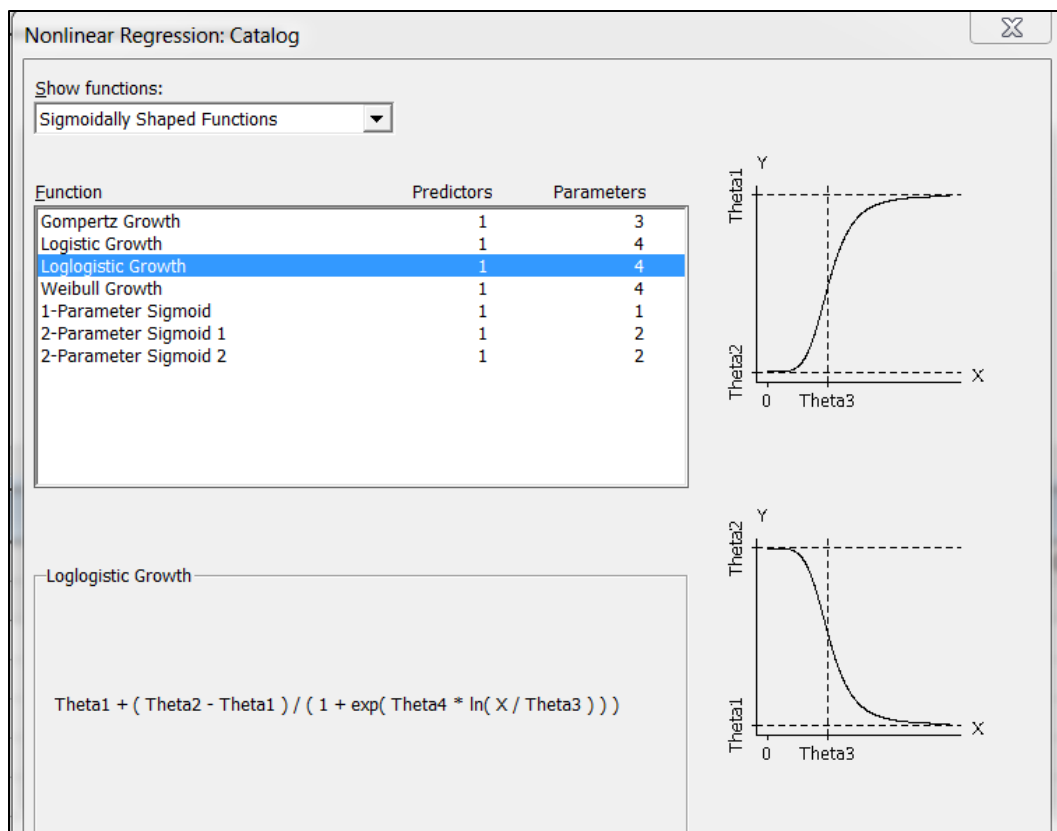 Nonlinear Regression: Catalog
Show functions:
Sigmoidally Shaped Functions
Function Predictors Parameters
Gompertz Growth 1 3
Logistic Growth 1 4
Loglogistic Growth 1 4
Weibull Growth 1 4
1-Parameter Sigmoid 1 1
2-Parameter Sigmoid 1 1 2
2-Parameter Sigmoid 2 1 2
Y
Theta1
Theta2
X
0 Theta3
Loglogistic Growth
Theta1 + ( Theta2 - Theta1 ) / ( 1 + exp( Theta4 * ln( X / Theta3 ) ) )
Y
Theta2
Theta1
X
0 Theta3